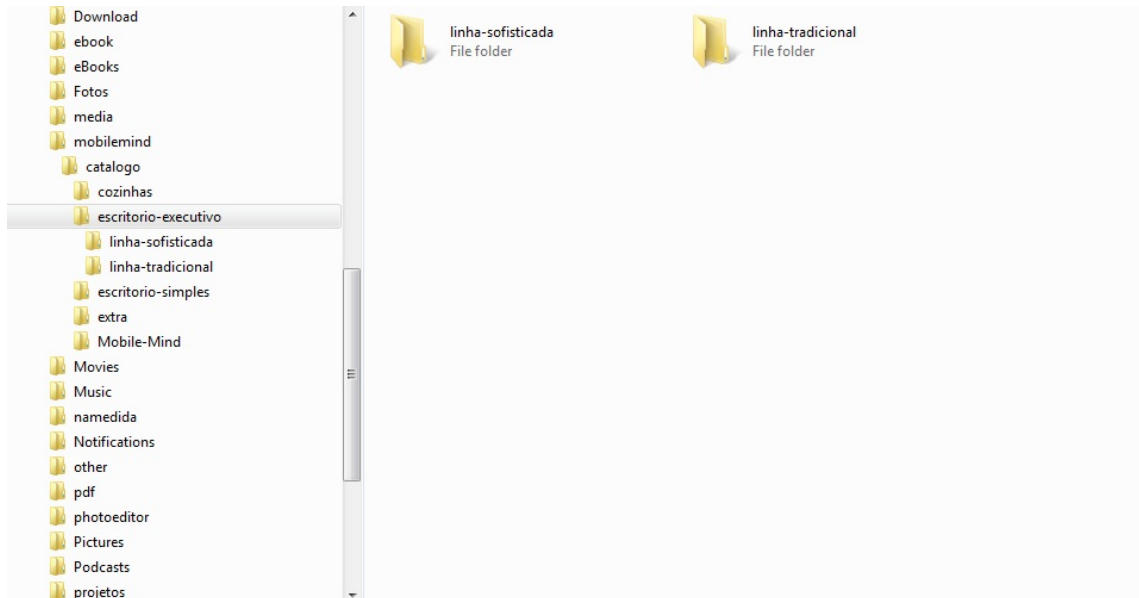 Download
ebook
eBooks
Fotos
media
mobilemind
catalogo
cozinhas
escritorio-executivo
linha-sofisticada
linha-tradicional
escritorio-simples
extra
Mobile-Mind
Movies
Music
namedida
Notifications
other
pdf
photoeditor
Pictures
Podcasts
projetos
linha-sofisticada
File folder
linha-tradicional
File folder